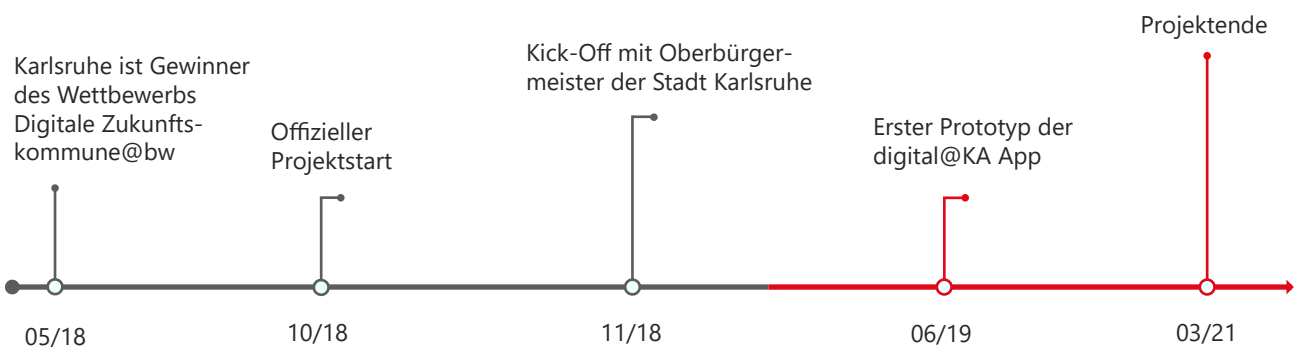 Karlsruhe ist Gewinner
des Wettbewerbs
Digitale Zukunfts-
kommune@bw
Offizieller
Projektstart
Kick-Off mit Oberbürger-
meister der Stadt Karlsruhe
Erster Prototyp der
digital@KA App
Projektende
05/18
10/18
11/18
06/19
03/21